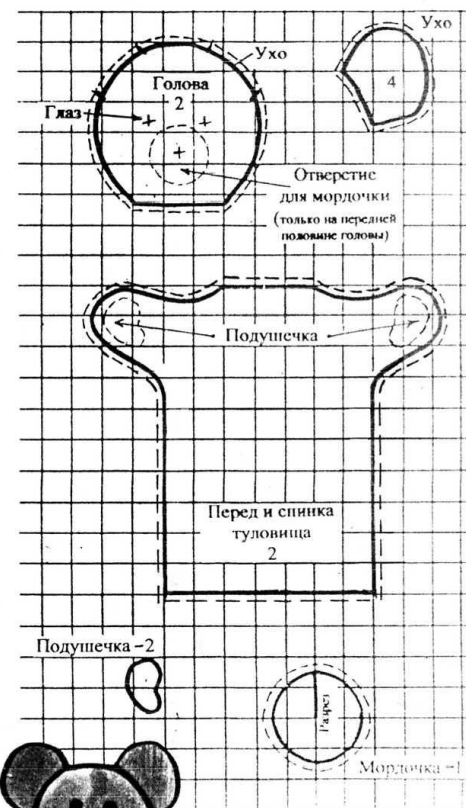 Ухо
Ухо
Голова
2
4
Глаз
Отверстие
для мордочки
(только на передней
половине головы)
Подушечка
Перед и спинка
туловища
2
Подушечка -2
Разрез
Мордочка -1